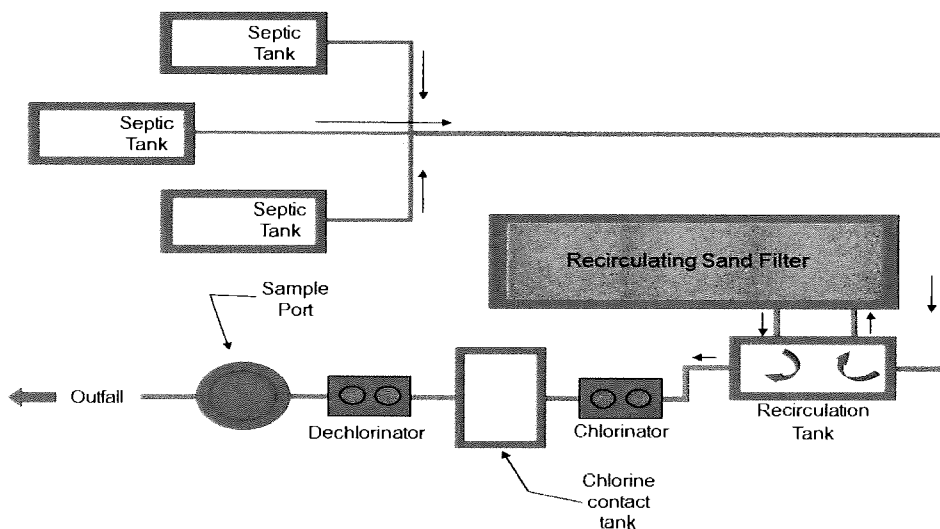 Septic
Tank
Septic
Tank
Septic
Tank
Recirculating Sand Filter
Sample
Port
Outfall
Dechlorinator
Chlorinator
Recirculation
Tank
Chlorine
contact
tank